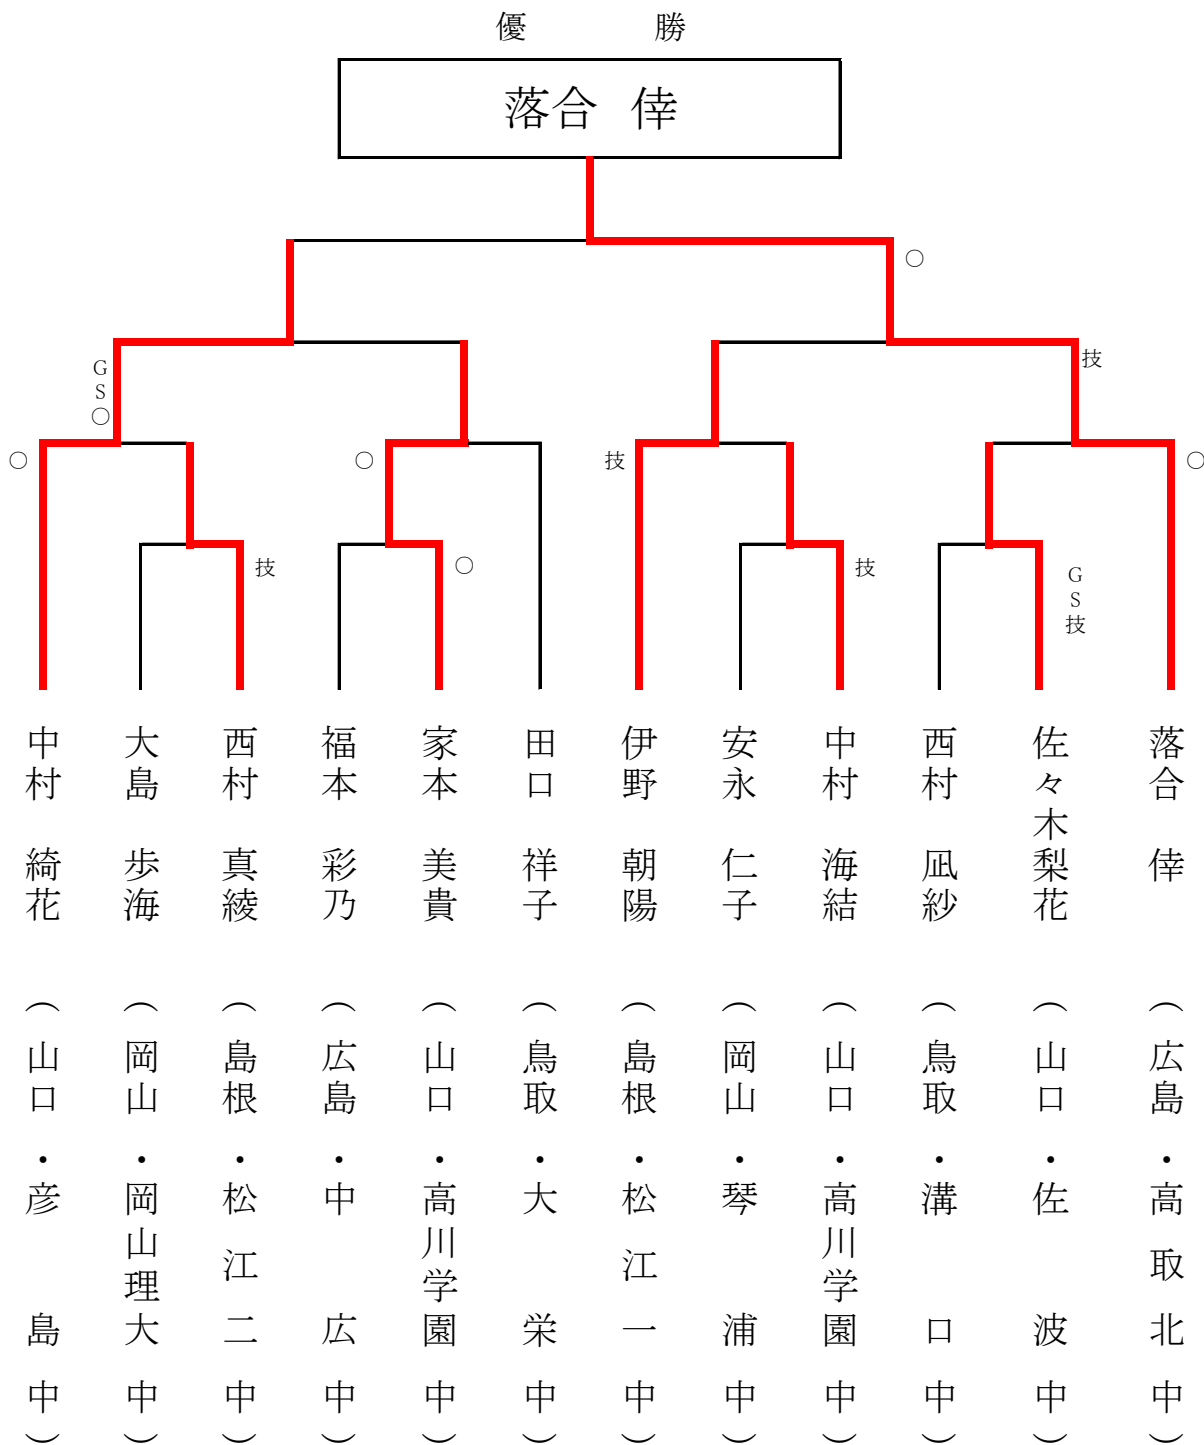 優 勝
落合 倖
〇
技
GS〇
〇
〇
技
〇
技
〇
技
GS技
中村 綺花 （山口・彦島中）
大島 歩海 （岡山・岡山理大中）
西村 真綾 （島根・松江二中）
福本 彩乃 （広島・中広中）
家本 美貴 （山口・高川学園中）
田口 祥子 （鳥取・大栄中）
伊野 朝陽 （島根・松江一中）
安永 仁子 （岡山・琴浦中）
中村 海結 （山口・高川学園中）
西村 凪紗 （鳥取・溝口中）
佐々木梨花 （山口・佐波中）
落合 倖 （広島・高取北中）